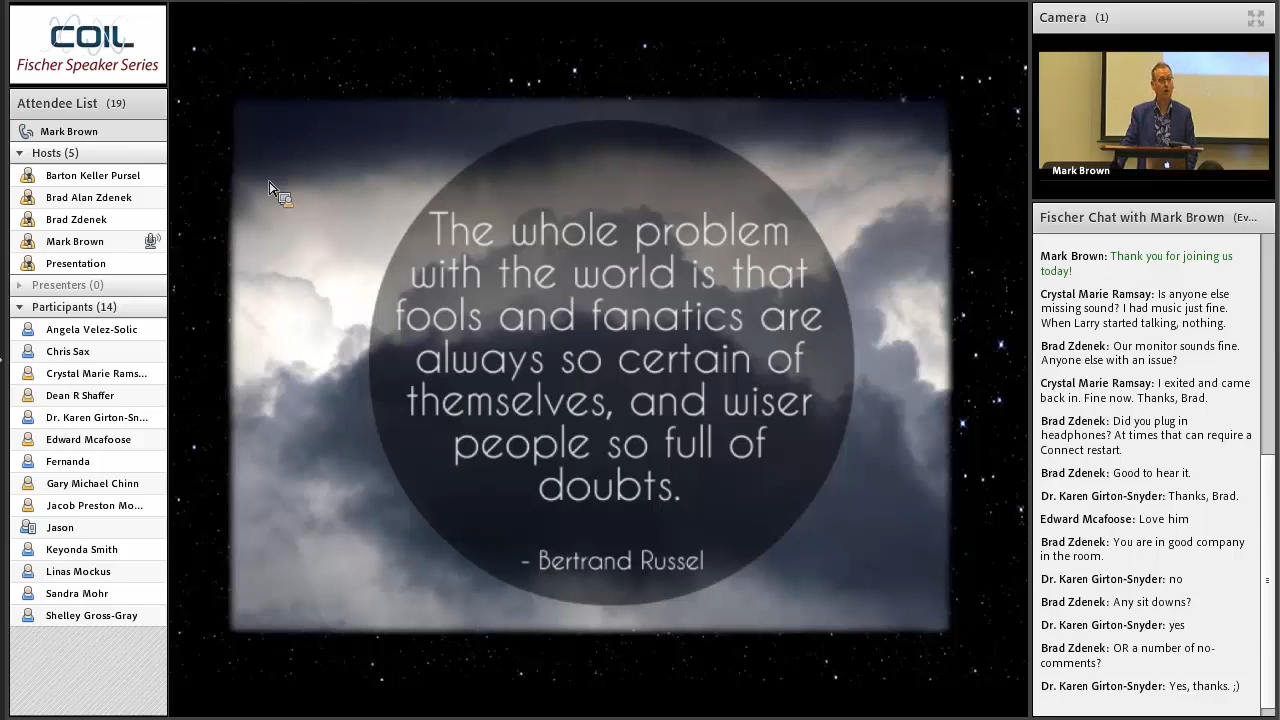 COIL
Fischer Speaker Series
Attendee List (19)
Mark Brown
Hosts (5)
Barton Keller Pursel
Brad Alan Zdenek
Brad Zdenek
Mark Brown
Presentation
Presenters (0)
Participants (14)
Angela Velez-Solic
Chris Sax
Crystal Marie Rams...
Dean R Shaffer
Dr. Karen Girton-Sn...
Edward Mcafoose
Fernanda
Gary Michael Chinn
Jacob Preston Mo...
Jason
Keyonda Smith
Linas Mockus
Sandra Mohr
Shelley Gross-Gray
The whole problem
with the world is that
fools and fanatics are
always so certain of
themselves, and wiser
people so full of
doubts.
- Bertrand Russel
Camera (1)
Mark Brown
Fischer Chat with Mark Brown (Ev...
Mark Brown: Thank you for joining us
today!
Crystal Marie Ramsay: Is anyone else
missing sound? I had music just fine.
When Larry started talking, nothing.
Brad Zdenek: Our monitor sounds fine.
Anyone else with an issue?
Crystal Marie Ramsay: I exited and came
back in. Fine now. Thanks, Brad.
Brad Zdenek: Did you plug in
headphones? At times that can require a
Connect restart.
Brad Zdenek: Good to hear it.
Dr. Karen Girton-Snyder: Thanks, Brad.
Edward Mcafoose: Love him
Brad Zdenek: You are in good company
in the room.
Dr. Karen Girton-Snyder: no
Brad Zdenek: Any sit downs?
Dr. Karen Girton-Snyder: yes
Brad Zdenek: OR a number of no-
comments?
Dr. Karen Girton-Snyder: Yes, thanks. ;)